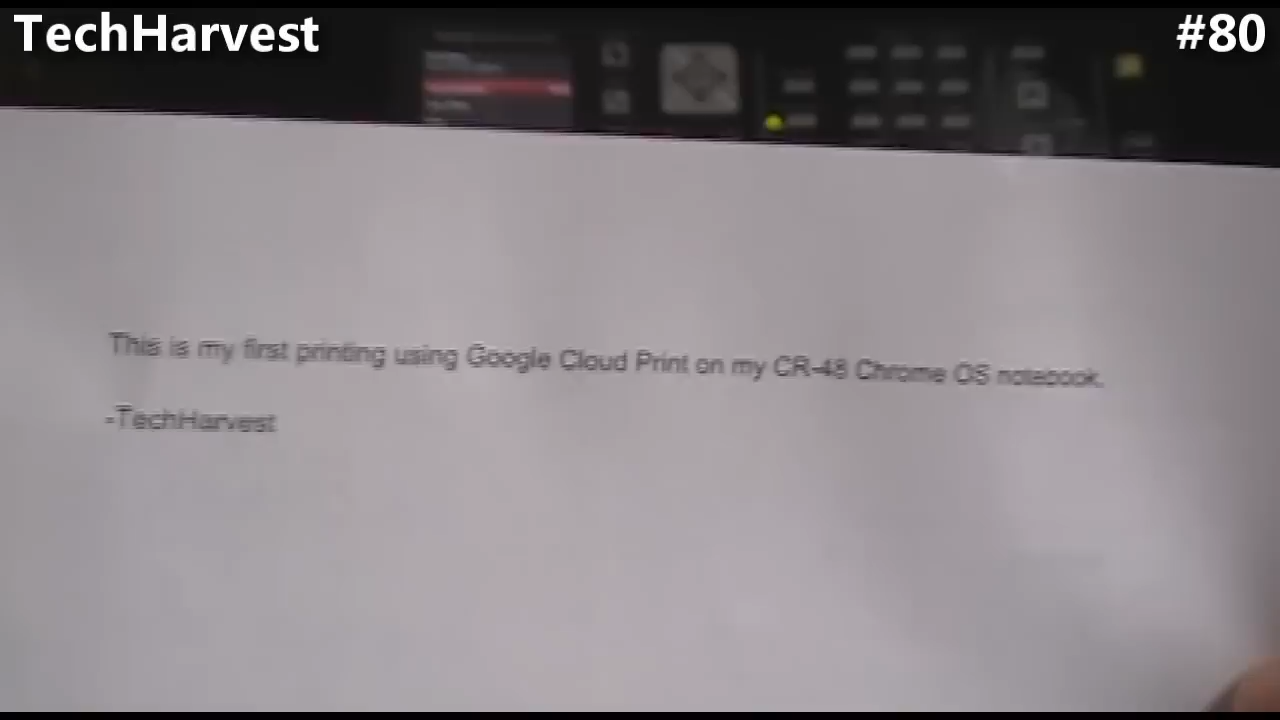 TechHarvest
#80
This is my first printing using Google Cloud Print on my CR-48 Chrome OS notebook.
-TechHarvest